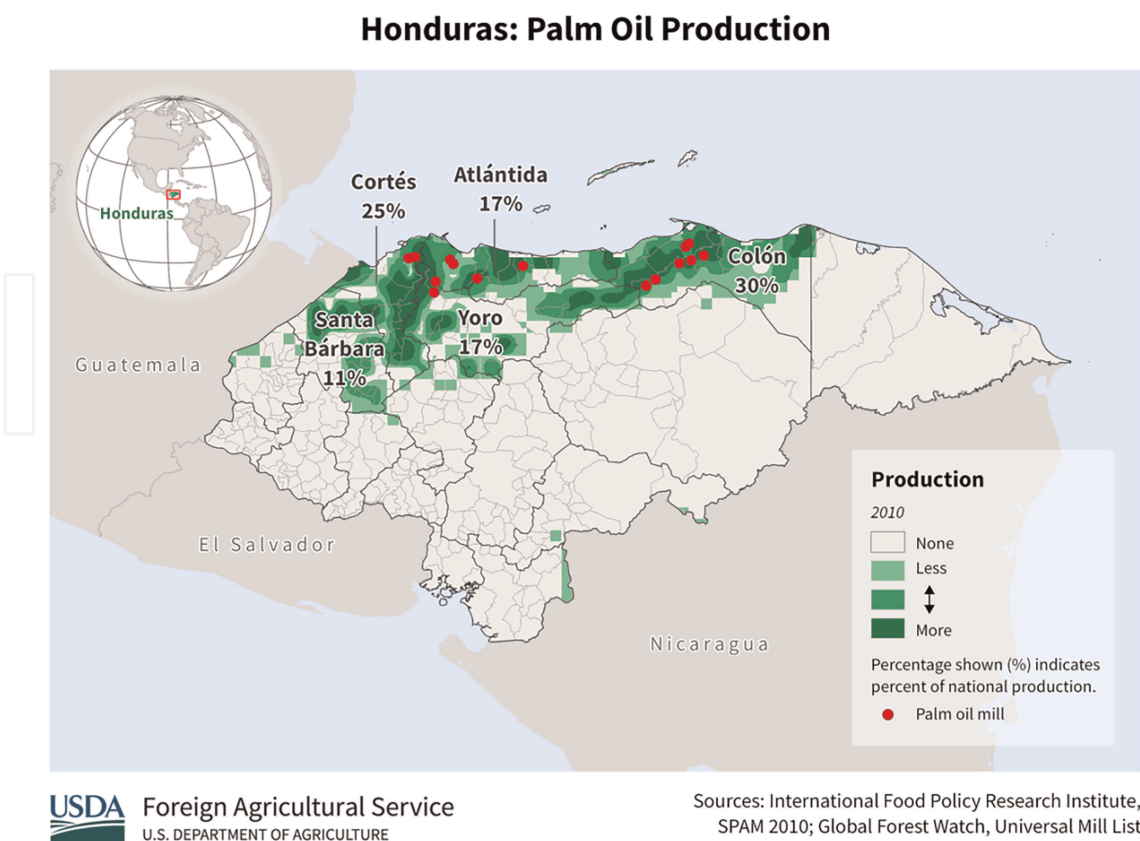 Honduras: Palm Oil Production
Honduras
Cortés
25%
Atlántida
17%
Colón
30%
Santa
Bárbara
11%
Yoro
17%
Guatemala
El Salvador
Nicaragua
Production
2010
None
Less
More
Percentage shown (%) indicates
percent of national production.
Palm oil mill
USDA
Foreign Agricultural Service
U.S. DEPARTMENT OF AGRICULTURE
Sources: International Food Policy Research Institute,
SPAM 2010; Global Forest Watch, Universal Mill List